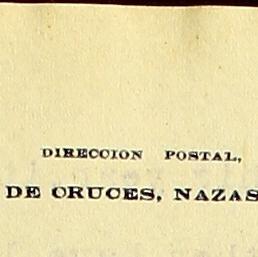 DIRECCION POSTAL,
DE CRUCES, NAZAS